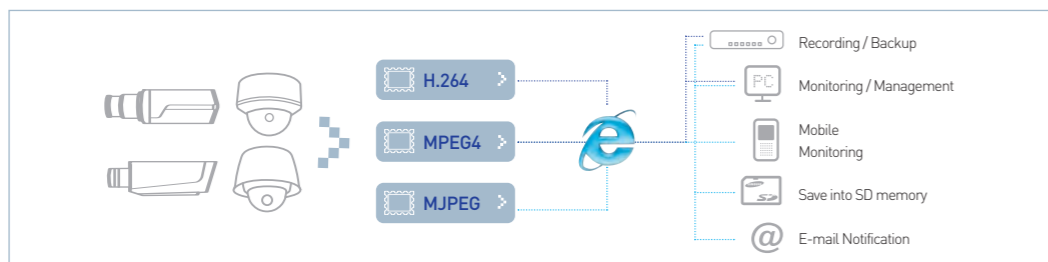 H.264
MPEG4
MJPEG
Recording / Backup
PC
Monitoring / Management
Mobile
Monitoring
SD
Save into SD memory
@
E-mail Notification